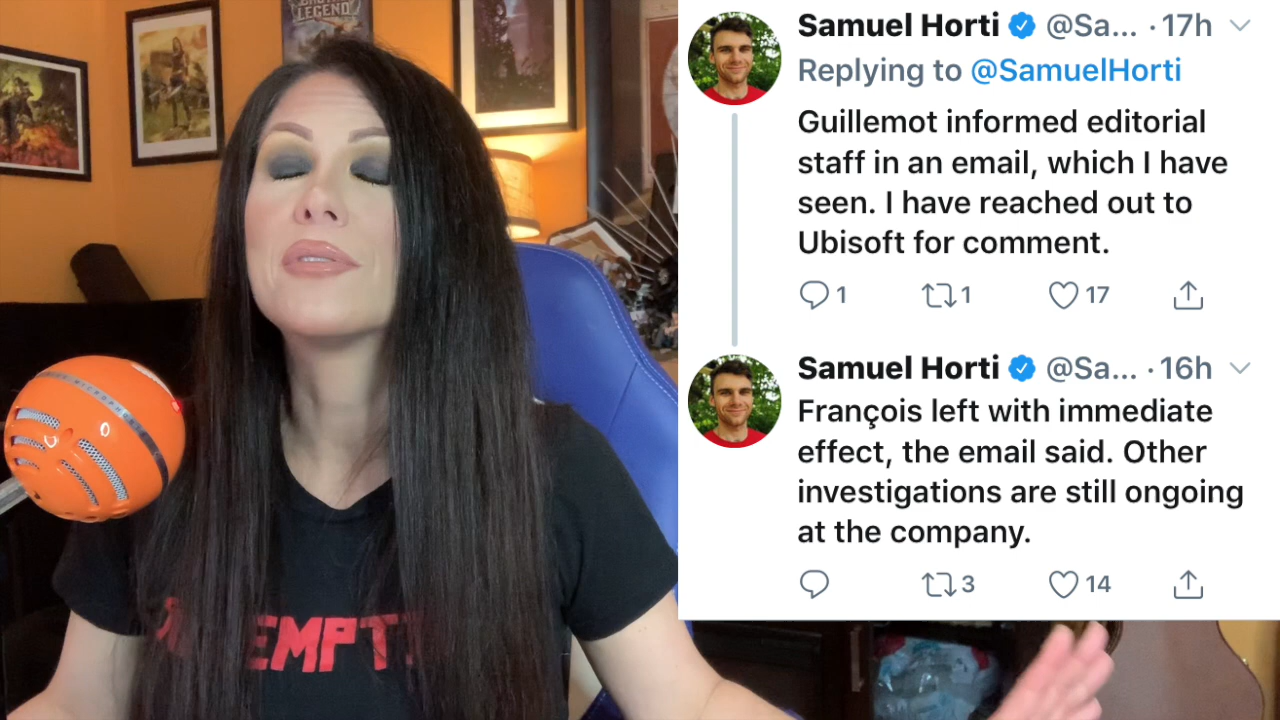 LEGEND
Samuel Horti @Sa... · 17h
Replying to @SamuelHorti
Guillemot informed editorial
staff in an email, which I have
seen. I have reached out to
Ubisoft for comment.
1 1 17
Samuel Horti @Sa... · 16h
François left with immediate
effect, the email said. Other
investigations are still ongoing
at the company.
3 14
EMPT